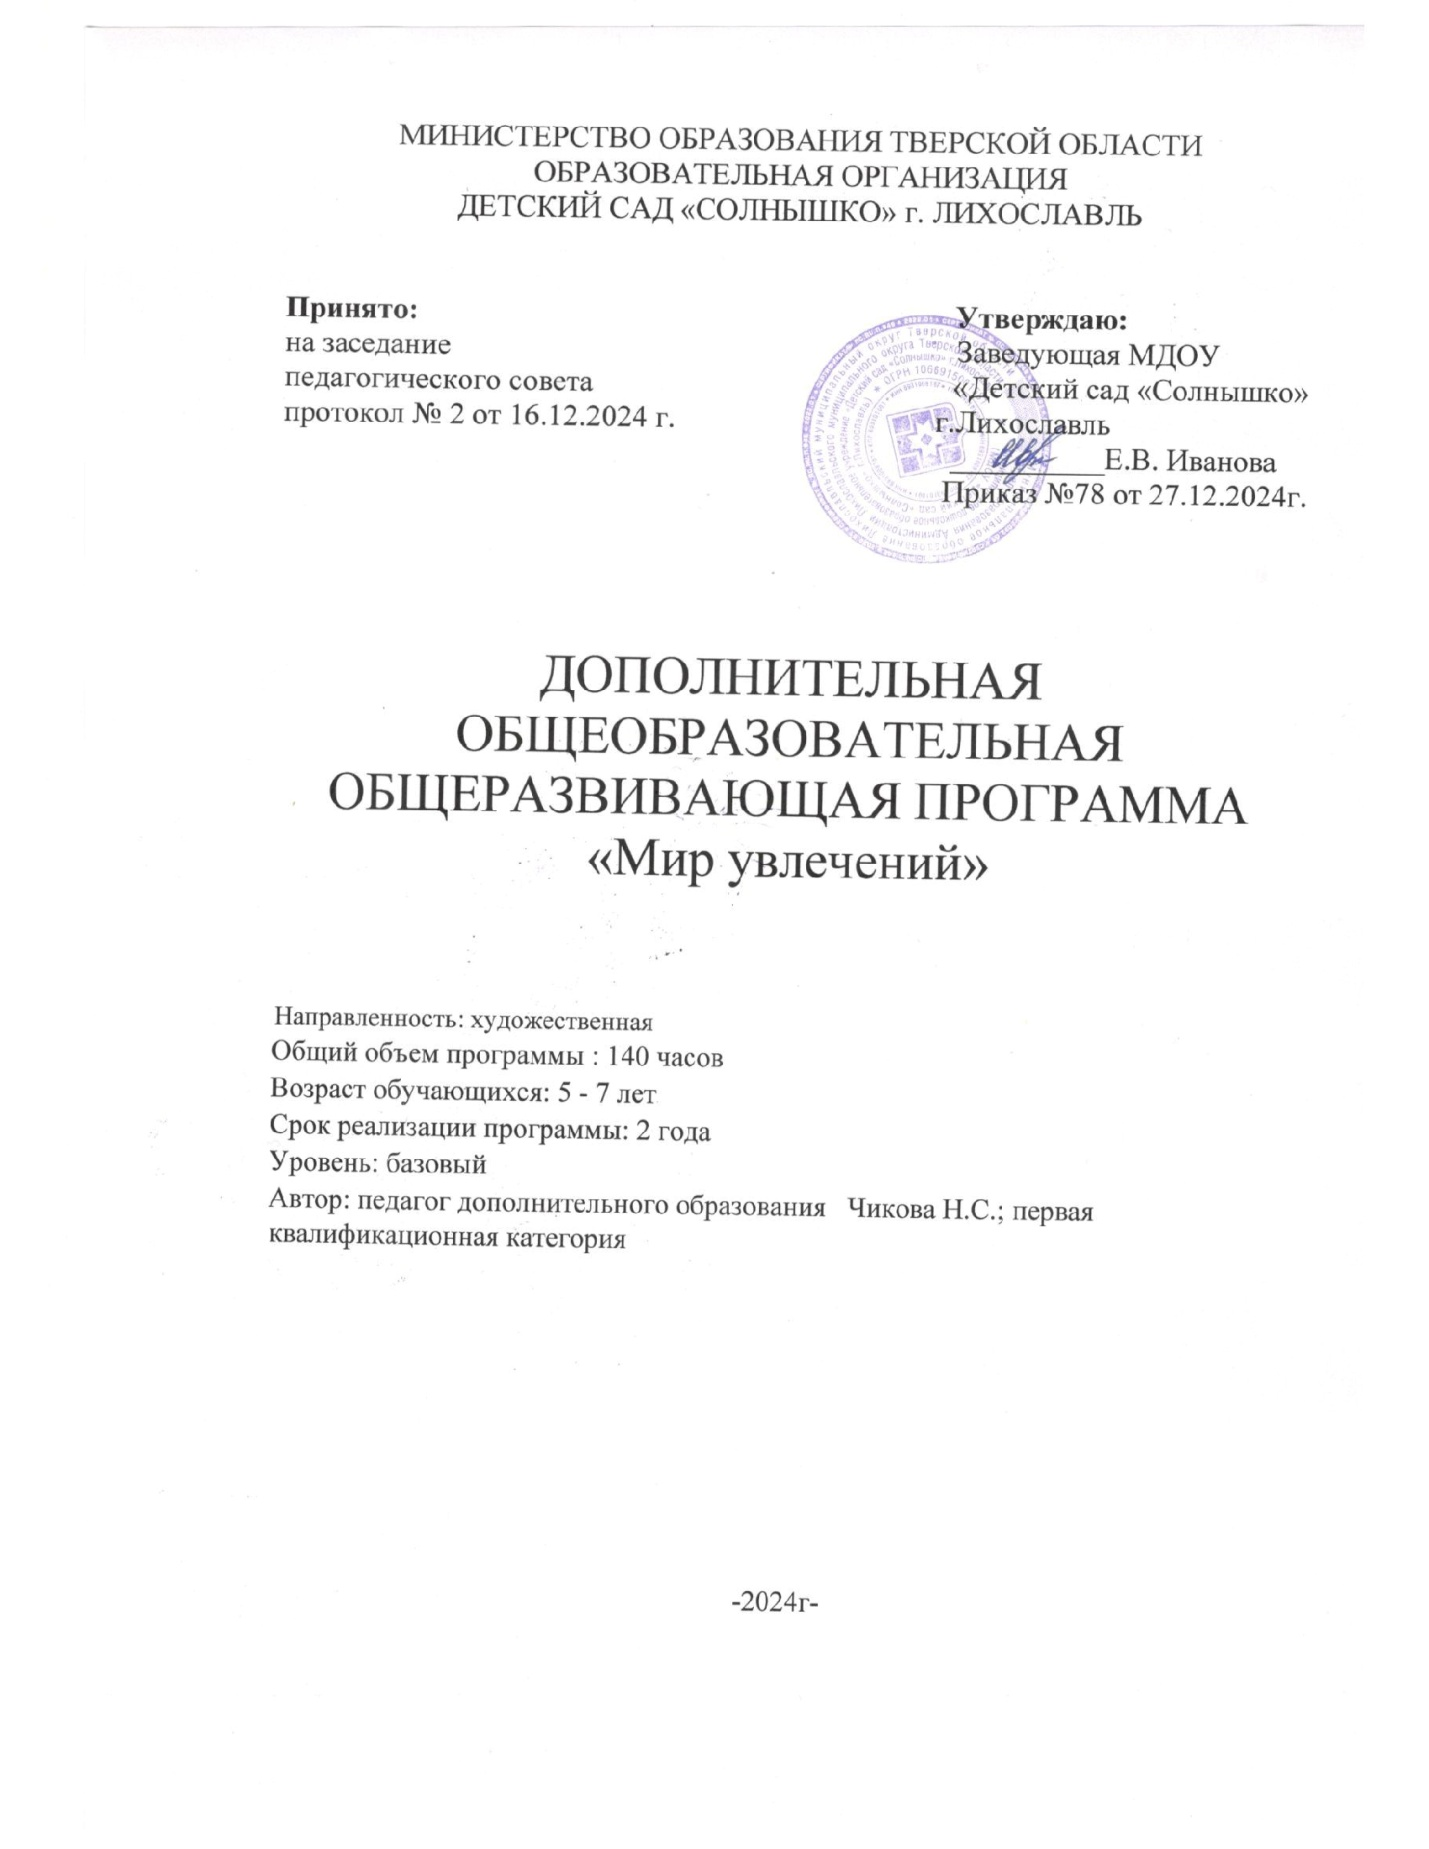 МИНИСТЕРСТВО ОБРАЗОВАНИЯ ТВЕРСКОЙ ОБЛАСТИ
ОБРАЗОВАТЕЛЬНАЯ ОРГАНИЗАЦИЯ
ДЕТСКИЙ САД «СОЛНЫШКО» г. ЛИХОСЛАВЛЬ
Принято:
на заседание
педагогического совета
протокол № 2 от 16.12.2024 г.
Утверждаю:
Заведующая МДОУ
«Детский сад «Солнышко»
г.Лихославль
___________Е.В. Иванова
Приказ №78 от 27.12.2024г.
ДОПОЛНИТЕЛЬНАЯ
ОБЩЕОБРАЗОВАТЕЛЬНАЯ
ОБЩЕРАЗВИВАЮЩАЯ ПРОГРАММА
«Мир увлечений»
Направленность: художественная
Общий объем программы : 140 часов
Возраст обучающихся: 5 - 7 лет
Срок реализации программы: 2 года
Уровень: базовый
Автор: педагог дополнительного образования Чикова Н.С.; первая
квалификационная категория
-2024г-